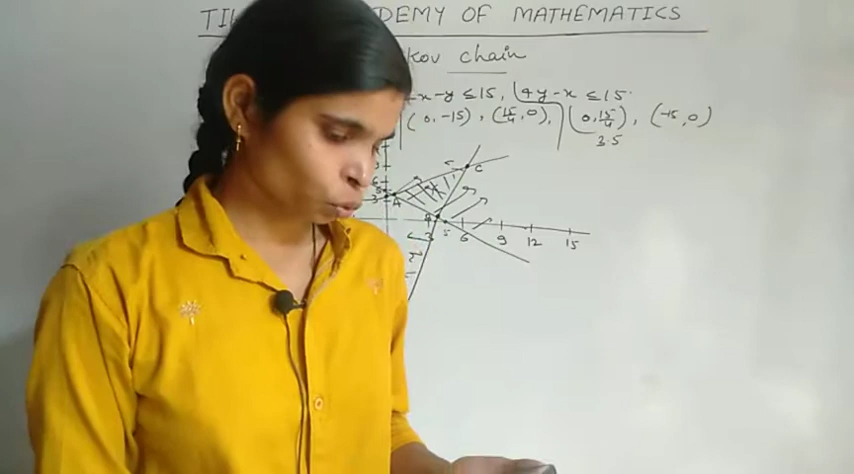 DEMY OF MATHEMATICS
kov chain
x-y ≤ 15, 4y-x ≤ 15.
(0,-15), (15/4, 0), (0, 15/4), (-15, 0)
3.5
C
A
3 5 6 9 12 15